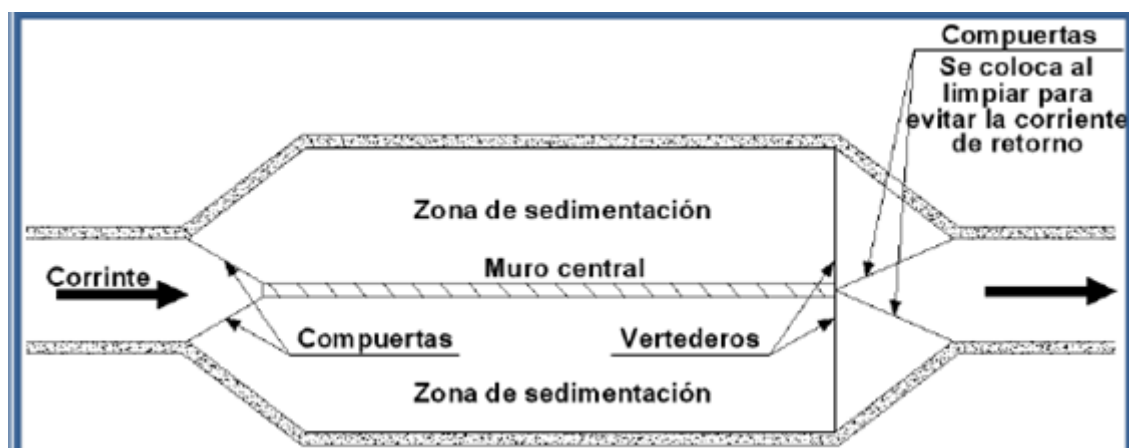 Compuertas
Se coloca al
limpiar para
evitar la corriente
de retorno
Zona de sedimentación
Corrinte
Muro central
Compuertas
Vertederos
Zona de sedimentación